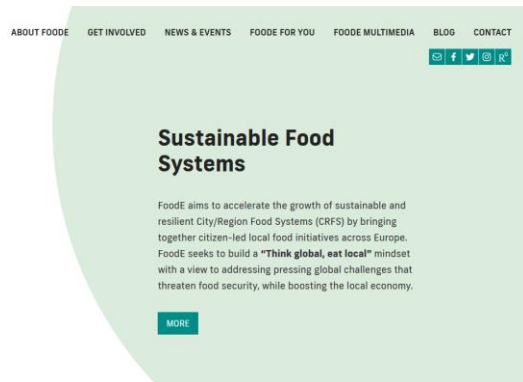 ABOUT FOODE GET INVOLVED NEWS & EVENTS FOODE FOR YOU FOODE MULTIMEDIA BLOG CONTACT
f R⁶
Sustainable Food
Systems
FoodE aims to accelerate the growth of sustainable and
resilient City/Region Food Systems (CRFS) by bringing
together citizen-led local food initiatives across Europe.
FoodE seeks to build a “Think global, eat local” mindset
with a view to addressing pressing global challenges that
threaten food security, while boosting the local economy.
MORE